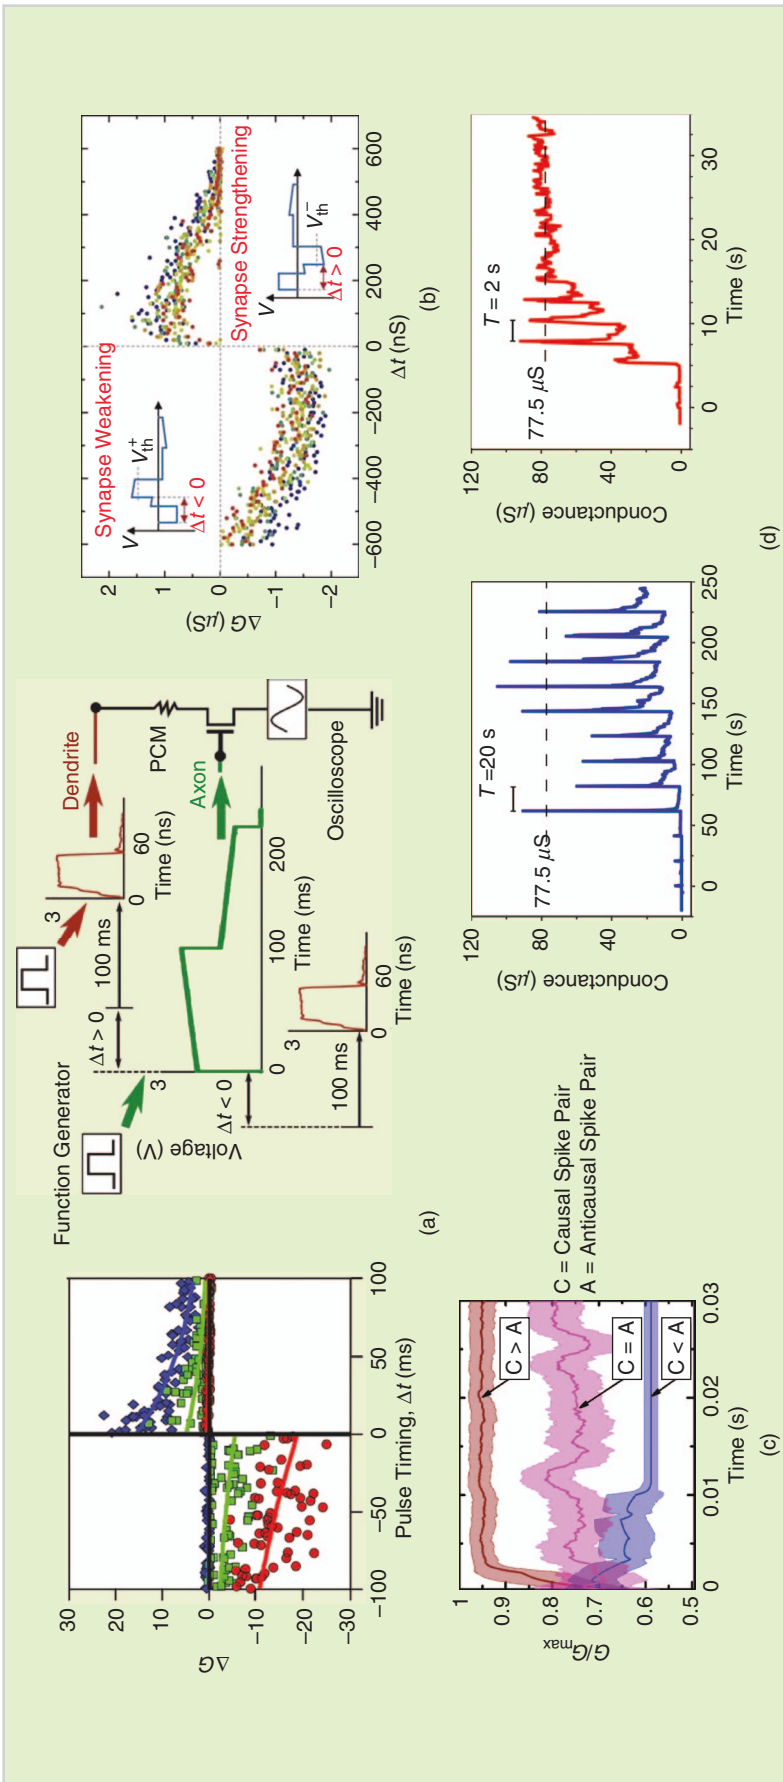 30
20
10
0
−10
−20
−30
ΔG
−100
−50
0
50
100
Pulse Timing, Δt (ms)
Function Generator
Voltage (V)
3
Δt > 0
100 ms
3
0
60
Time (ns)
Dendrite
PCM
Axon
Oscilloscope
0
100
200
Time (ms)
Δt < 0
100 ms
3
0
60
Time (ns)
(a)
2
1
0
−1
−2
ΔG (μS)
−600
−400
−200
0
200
400
600
Δt (nS)
Synapse Weakening
V
V+th
Δt < 0
Synapse Strengthening
V
V−th
Δt > 0
(b)
1
0.9
0.8
0.7
0.6
0.5
G/Gmax
0
0.01
0.02
0.03
Time (s)
C > A
C = A
C < A
C = Causal Spike Pair
A = Anticausal Spike Pair
(c)
120
80
40
0
Conductance (μS)
T =20 s
77.5 μS
0
50
100
150
200
250
Time (s)
120
80
40
0
Conductance (μS)
T = 2 s
77.5 μS
0
10
20
30
Time (s)
(d)